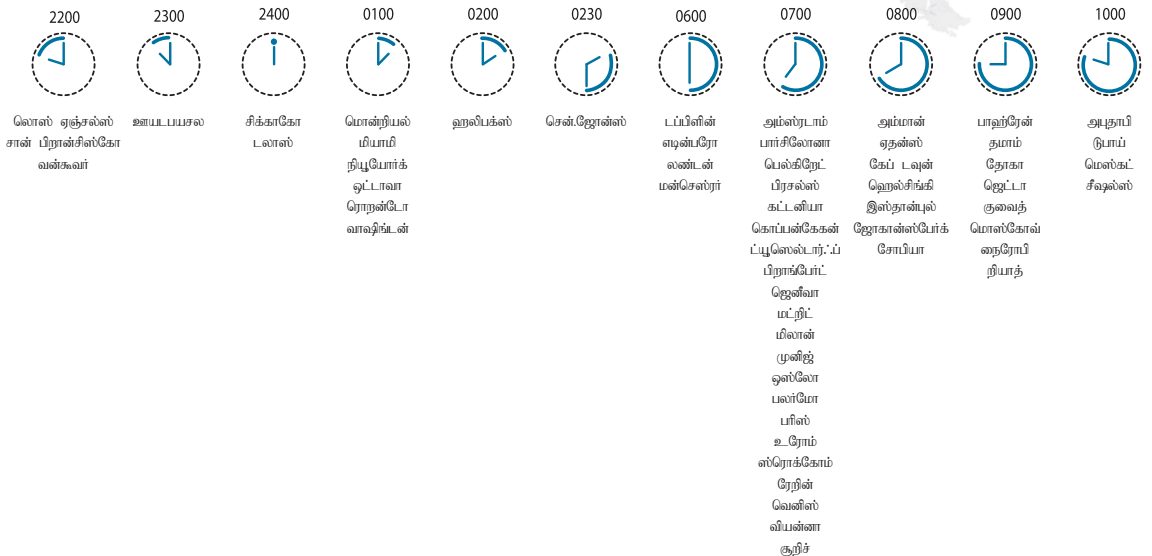 2200
லொஸ் ஏஞ்சல்ஸ்
சான் பிறான்சிஸ்கோ
வன்கூவர்
2300
ஊயடபயசல
2400
சிக்காகோ
டலாஸ்
0100
மொன்றியல்
மியாமி
நியூயோர்க்
ஒட்டாவா
ரொறன்டோ
வாஷிங்டன்
0200
ஹலிபக்ஸ்
0230
சென்.ஜோன்ஸ்
0600
டப்பிளின்
எடின்பரோ
லண்டன்
மன்செஸ்ரர்
0700
அம்ஸ்ரடாம்
பார்சிலோனா
பெல்கிறேட்
பிரசல்ஸ்
கட்டனியா
கொப்பன்கேகன்
ட்யூஸெல்டார்ஃப்
பிறாங்பேர்ட்
ஜெனீவா
மட்றிட்
மிலான்
முனிஜ்
ஒஸ்லோ
பலர்மோ
பரிஸ்
உரோம்
ஸ்ரொக்கோம்
ரேறின்
வெனிஸ்
வியன்னா
சூறிச்
0800
அம்மான்
ஏதன்ஸ்
கேப் டவுன்
ஹெல்சிங்கி
இஸ்தான்புல்
ஜோகான்ஸ்பேர்க்
சோபியா
0900
பாஹ்ரேன்
தமாம்
தோகா
ஜெட்டா
குவைத்
மொஸ்கோவ்
நைரோபி
றியாத்
1000
அபுதாபி
டுபாய்
மெஸ்கட்
சீஷல்ஸ்